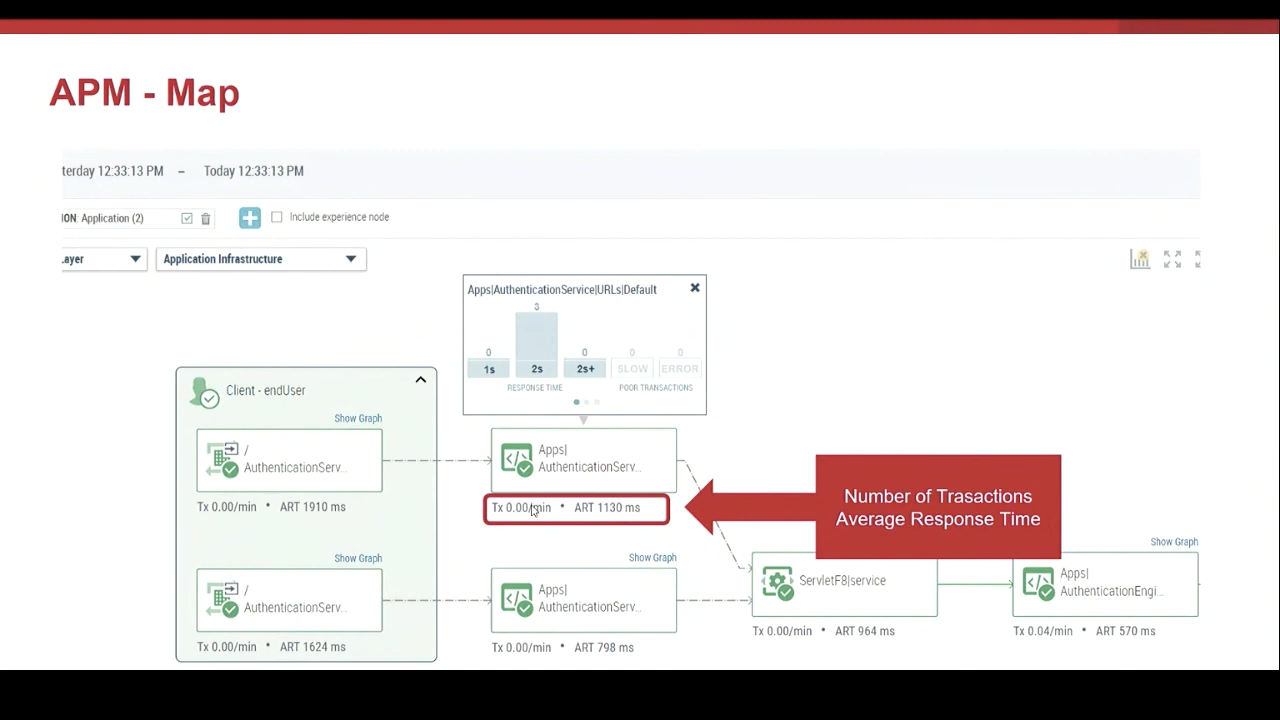 APM - Map
terday 12:33:13 PM – Today 12:33:13 PM
ION: Application (2)
Include experience node
ayer
Application Infrastructure
Apps|AuthenticationService|URLs|Default
3
0 0 0 0
1s 2s 2s+ SLOW ERROR
RESPONSE TIME POOR TRANSACTIONS
Client - endUser
Show Graph
/
AuthenticationServ...
Tx 0.00/min • ART 1910 ms
Apps|
AuthenticationServ...
Tx 0.00/min • ART 1130 ms
Number of Trasactions
Average Response Time
Show Graph
/
AuthenticationServ...
Tx 0.00/min • ART 1624 ms
Show Graph
Apps|
AuthenticationServ...
Tx 0.00/min • ART 798 ms
ServletF8|service
Tx 0.00/min • ART 964 ms
Show Graph
Apps|
AuthenticationEngi...
Tx 0.04/min • ART 570 ms